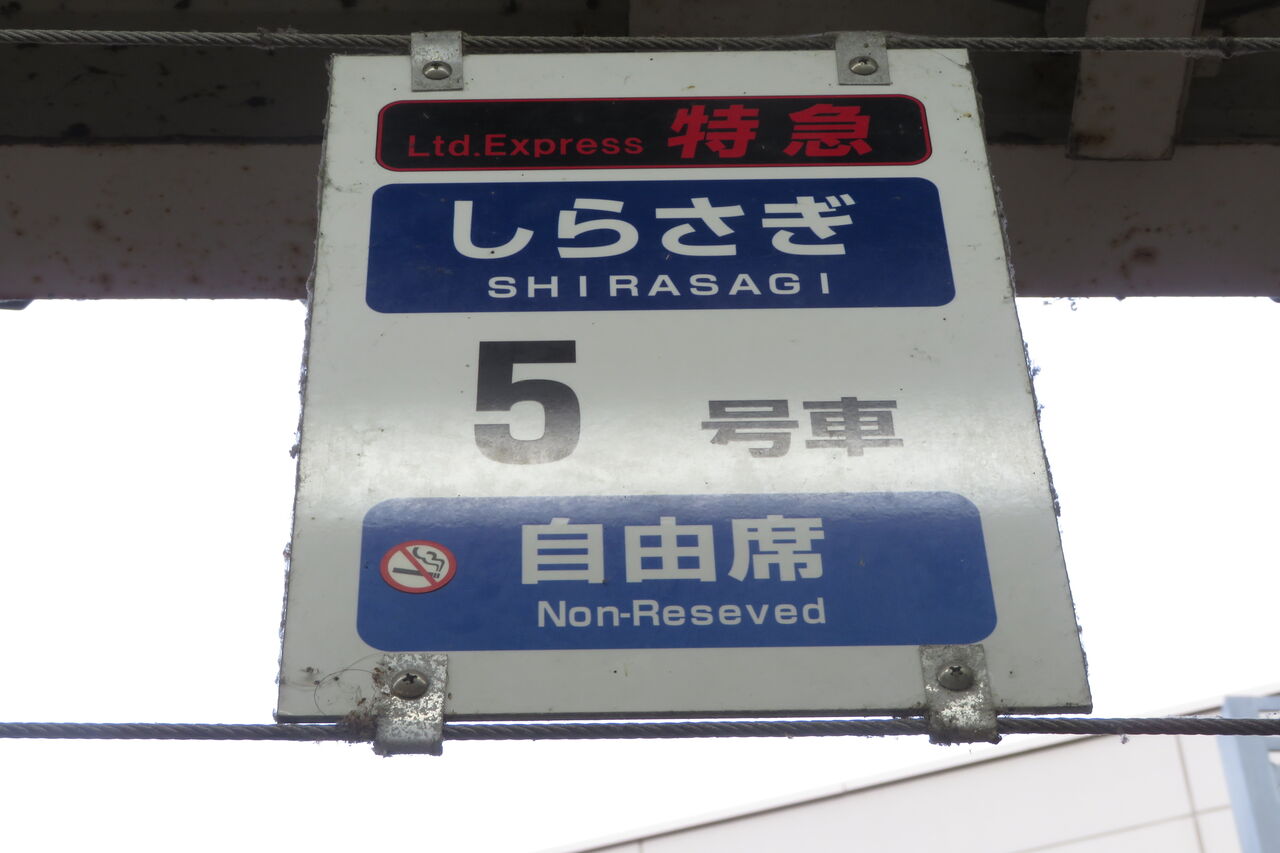 Ltd.Express 特急
しらさぎ
SHIRASAGI
5 号車
自由席
Non-Reseved